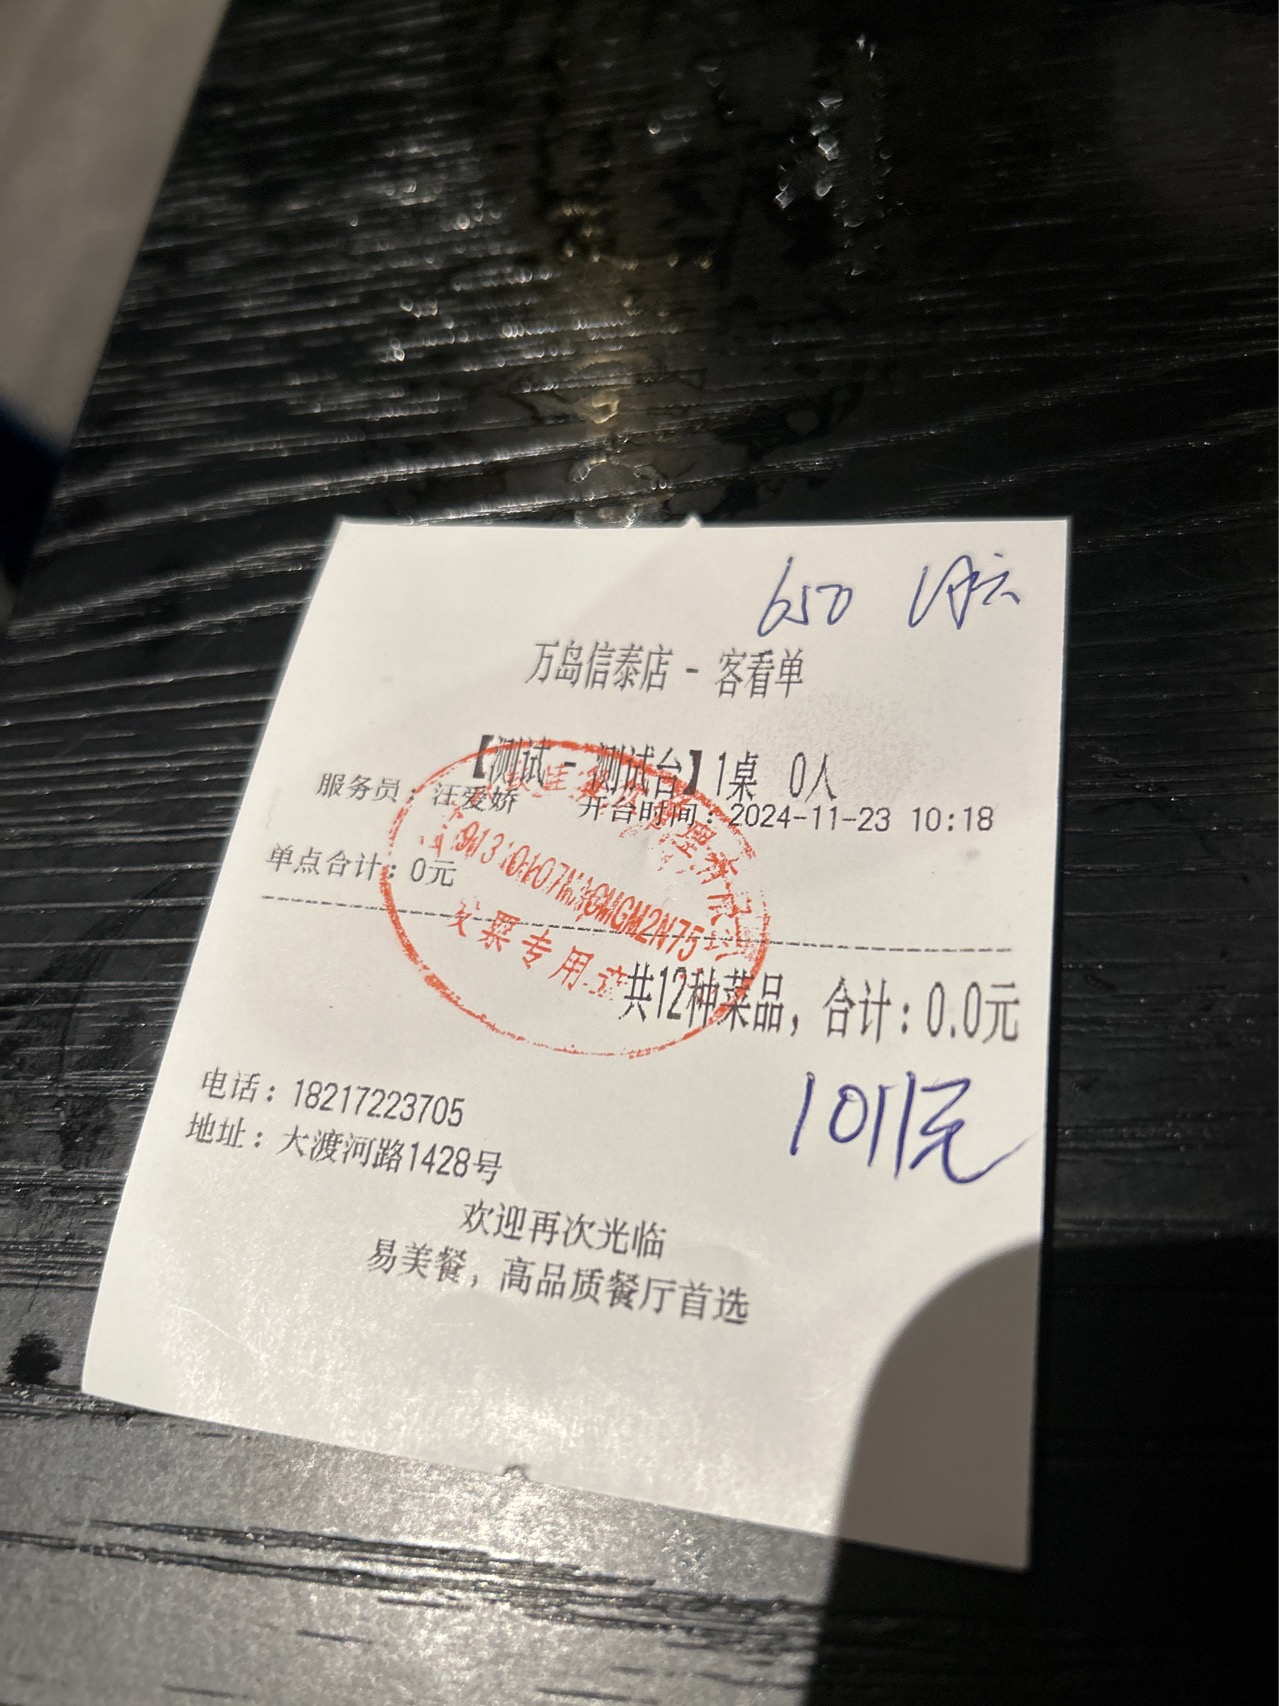 650
万岛信泰店 - 客看单
【测试 - 测试台】1桌 0人
服务员：汪爱娇 开台时间：2024-11-23 10:18
单点合计：0元
91310107MA1GMGM2N75
发票专用章
共12种菜品，合计：0.0元
1011元
电话：18217223705
地址：大渡河路1428号
欢迎再次光临
易美餐，高品质餐厅首选